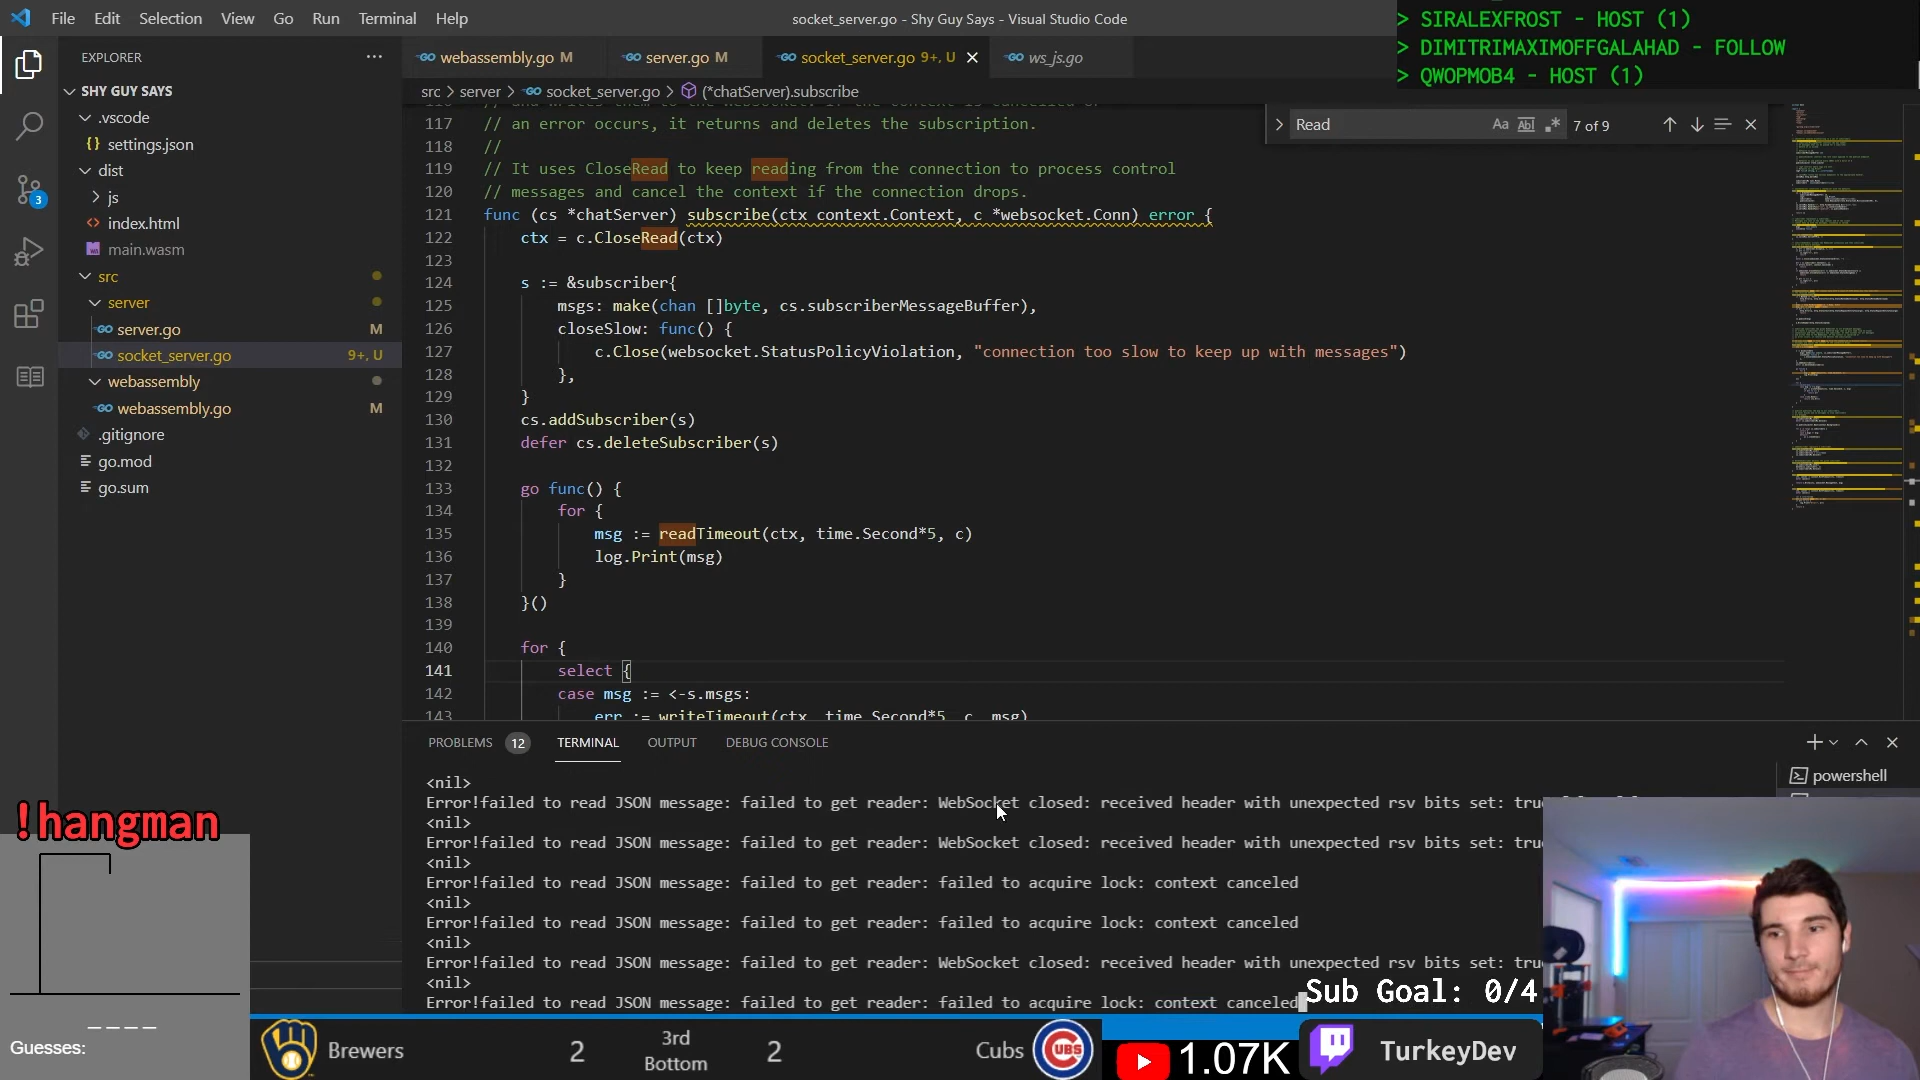 File Edit Selection View Go Run Terminal Help
socket_server.go - Shy Guy Says - Visual Studio Code
> SIRALEXFROST - HOST (1)
> DIMITRIMAXIMOFFGALAHAD - FOLLOW
> QWOPMOB4 - HOST (1)
EXPLORER
SHY GUY SAYS
.vscode
{} settings.json
dist
js
<> index.html
main.wasm
src
server
server.go M
socket_server.go 9+, U
webassembly
webassembly.go M
.gitignore
go.mod
go.sum
3
webassembly.go M
server.go M
socket_server.go 9+, U
ws_js.go
src > server > socket_server.go > (*chatServer).subscribe
Read
Aa
Ab
.*
7 of 9
117 // an error occurs, it returns and deletes the subscription.
118 //
119 // It uses CloseRead to keep reading from the connection to process control
120 // messages and cancel the context if the connection drops.
121 func (cs *chatServer) subscribe(ctx context.Context, c *websocket.Conn) error {
122 ctx = c.CloseRead(ctx)
123
124 s := &subscriber{
125 msgs: make(chan []byte, cs.subscriberMessageBuffer),
126 closeSlow: func() {
127 c.Close(websocket.StatusPolicyViolation, "connection too slow to keep up with messages")
128 },
129 }
130 cs.addSubscriber(s)
131 defer cs.deleteSubscriber(s)
132
133 go func() {
134 for {
135 msg := readTimeout(ctx, time.Second*5, c)
136 log.Print(msg)
137 }
138 }()
139
140 for {
141 select {
142 case msg := <-s.msgs:
143 err := writeTimeout(ctx, time.Second*5, c, msg)
PROBLEMS 12 TERMINAL OUTPUT DEBUG CONSOLE
powershell
<nil>
Error!failed to read JSON message: failed to get reader: WebSocket closed: received header with unexpected rsv bits set: true
<nil>
Error!failed to read JSON message: failed to get reader: WebSocket closed: received header with unexpected rsv bits set: tru
<nil>
Error!failed to read JSON message: failed to get reader: failed to acquire lock: context canceled
<nil>
Error!failed to read JSON message: failed to get reader: failed to acquire lock: context canceled
<nil>
Error!failed to read JSON message: failed to get reader: WebSocket closed: received header with unexpected rsv bits set: tru
<nil>
Error!failed to read JSON message: failed to get reader: failed to acquire lock: context canceled
!hangman
_ _ _ _
Guesses:
Sub Goal: 0/4
Brewers 2 3rd Bottom 2 Cubs
CUBS
1.07K
TurkeyDev